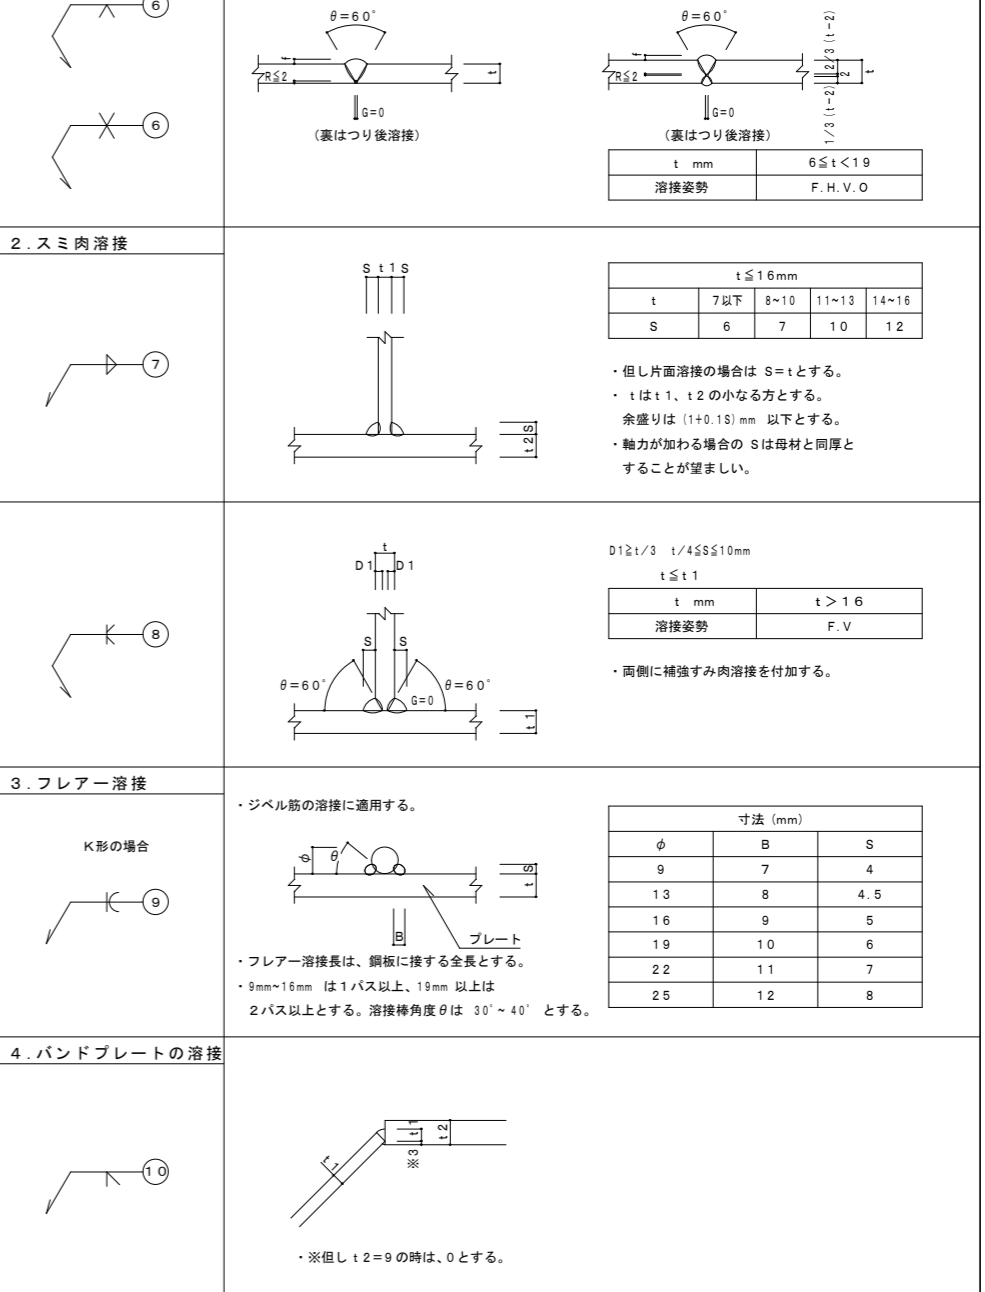 6
θ=60°
f
R≦2
t
G=0
(裏はつり後溶接)
θ=60°
f
R≦2
2/3(t-2)
2
t
1/3(t-2)
G=0
(裏はつり後溶接)
6
t mm 6≦t<19
溶接姿勢 F.H.V.O
2.スミ肉溶接
7
S t1 S
S
t2
t≦16mm
t 7以下 8~10 11~13 14~16
S 6 7 10 12
・但し片面溶接の場合は S=tとする。
・ tはt1、t2の小なる方とする。
余盛りは(1+0.1S)mm 以下とする。
・軸力が加わる場合の Sは母材と同厚と
することが望ましい。
8
t
D1 D1
S S
θ=60° θ=60°
G=0
t1
D1≧t/3 t/4≦S≦10mm
t≦t1
t mm t>16
溶接姿勢 F.V
・両側に補強すみ肉溶接を付加する。
3.フレアー溶接
K形の場合
9
・ジベル筋の溶接に適用する。
φ θ
S
t
B
プレート
・フレアー溶接長は、鋼板に接する全長とする。
・9mm~16mm は1パス以上、19mm 以上は
2パス以上とする。溶接棒角度θは 30°~40° とする。
寸法(mm)
φ B S
9 7 4
13 8 4.5
16 9 5
19 10 6
22 11 7
25 12 8
4.バンドプレートの溶接
10
t1
t1
t2
※3
・※但しt2=9の時は、0とする。